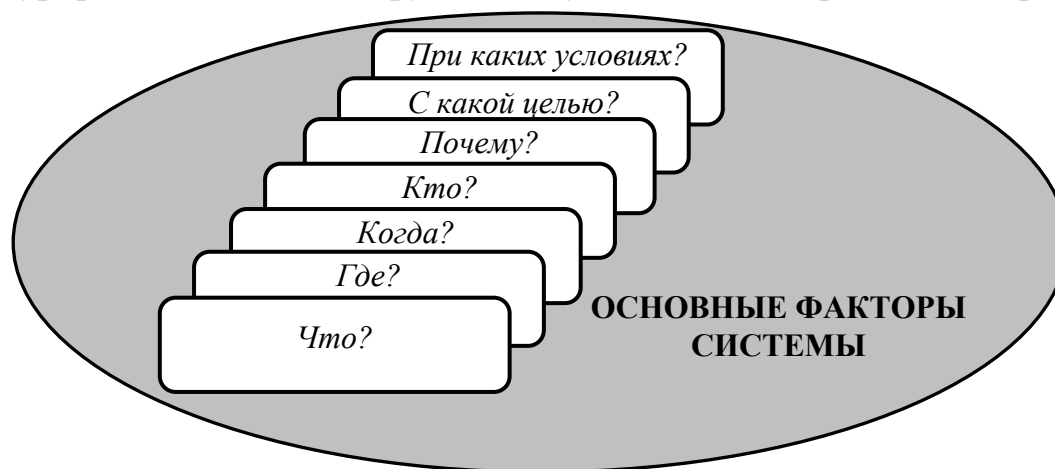 При каких условиях?
С какой целью?
Почему?
Кто?
Когда?
Где?
Что?
ОСНОВНЫЕ ФАКТОРЫ
СИСТЕМЫ